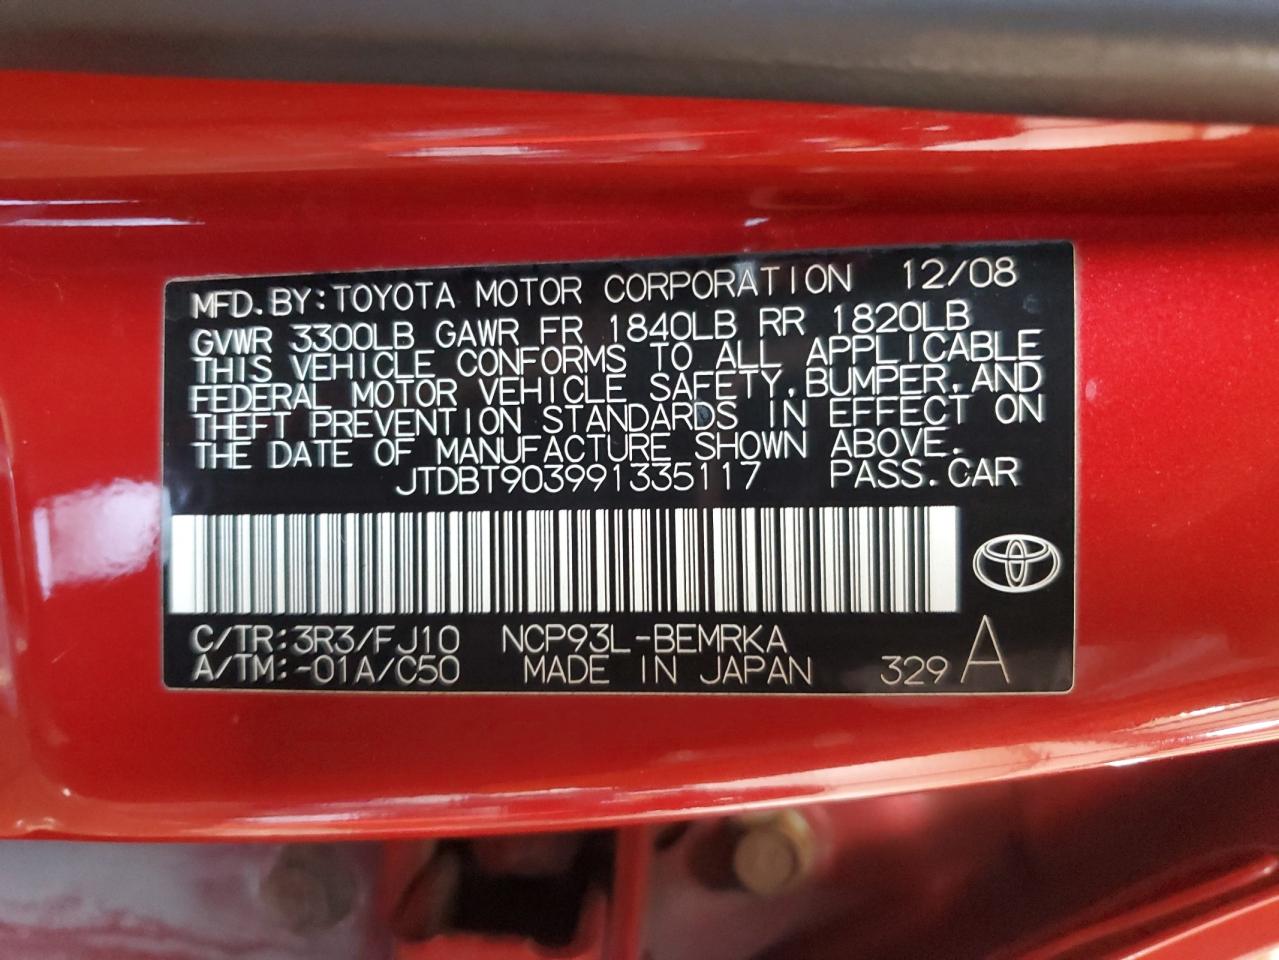 MFD.BY:TOYOTA MOTOR CORPORATION 12/08
GVWR 3300LB GAWR FR 1840LB RR 1820LB
THIS VEHICLE CONFORMS TO ALL APPLICABLE
FEDERAL MOTOR VEHICLE SAFETY,BUMPER,AND
THEFT PREVENTION STANDARDS IN EFFECT ON
THE DATE OF MANUFACTURE SHOWN ABOVE.
JTDBT903991335117 PASS.CAR
C/TR:3R3/FJ10 NCP93L-BEMRKA
A/TM:-01A/C50 MADE IN JAPAN 329 A